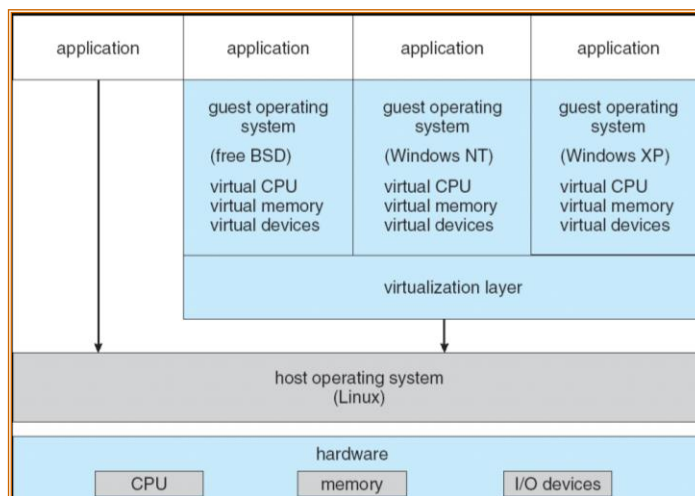 application
application
application
application
guest operating
system
(free BSD)
virtual CPU
virtual memory
virtual devices
guest operating
system
(Windows NT)
virtual CPU
virtual memory
virtual devices
guest operating
system
(Windows XP)
virtual CPU
virtual memory
virtual devices
virtualization layer
host operating system
(Linux)
hardware
CPU
memory
I/O devices